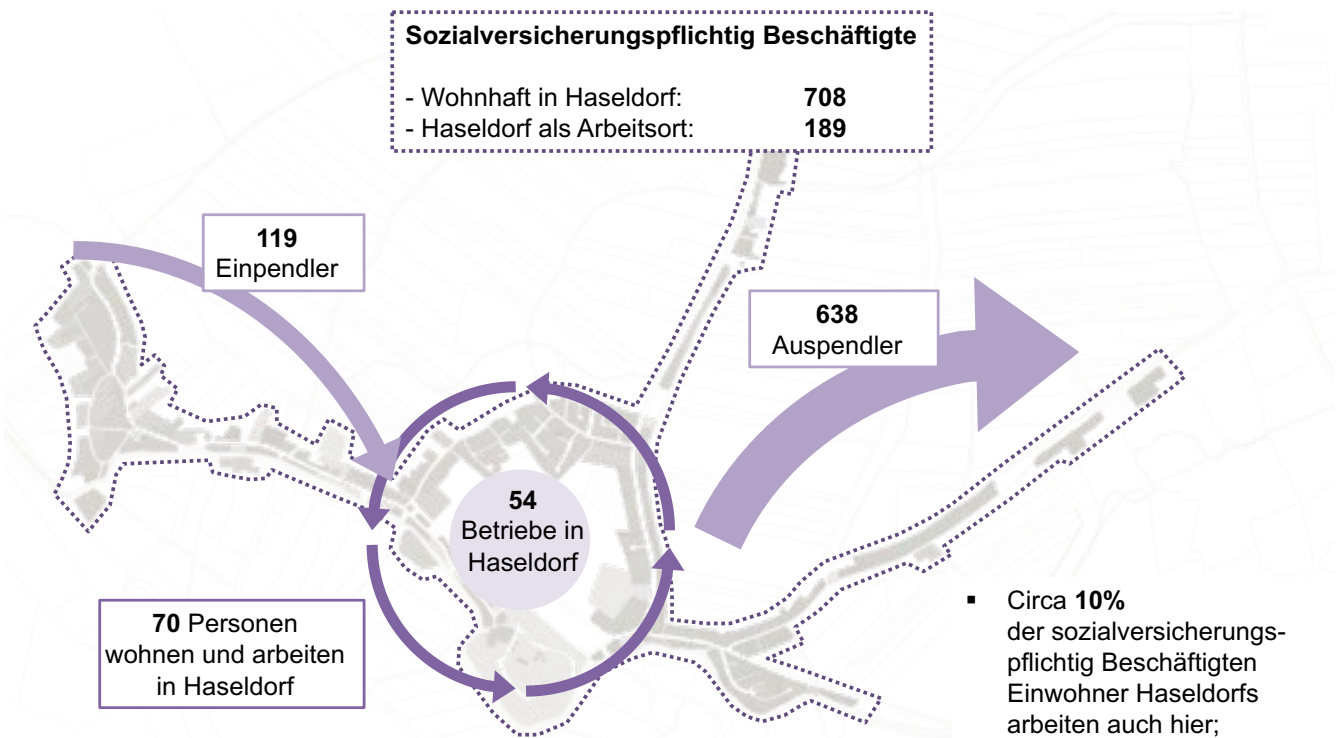 Sozialversicherungspflichtig Beschäftigte
- Wohnhaft in Haseldorf: 708
- Haseldorf als Arbeitsort: 189
119
Einpendler
638
Auspendler
54
Betriebe in
Haseldorf
70 Personen
wohnen und arbeiten
in Haseldorf
▪ Circa 10%
der sozialversicherungs-
pflichtig Beschäftigten
Einwohner Haseldorfs
arbeiten auch hier;